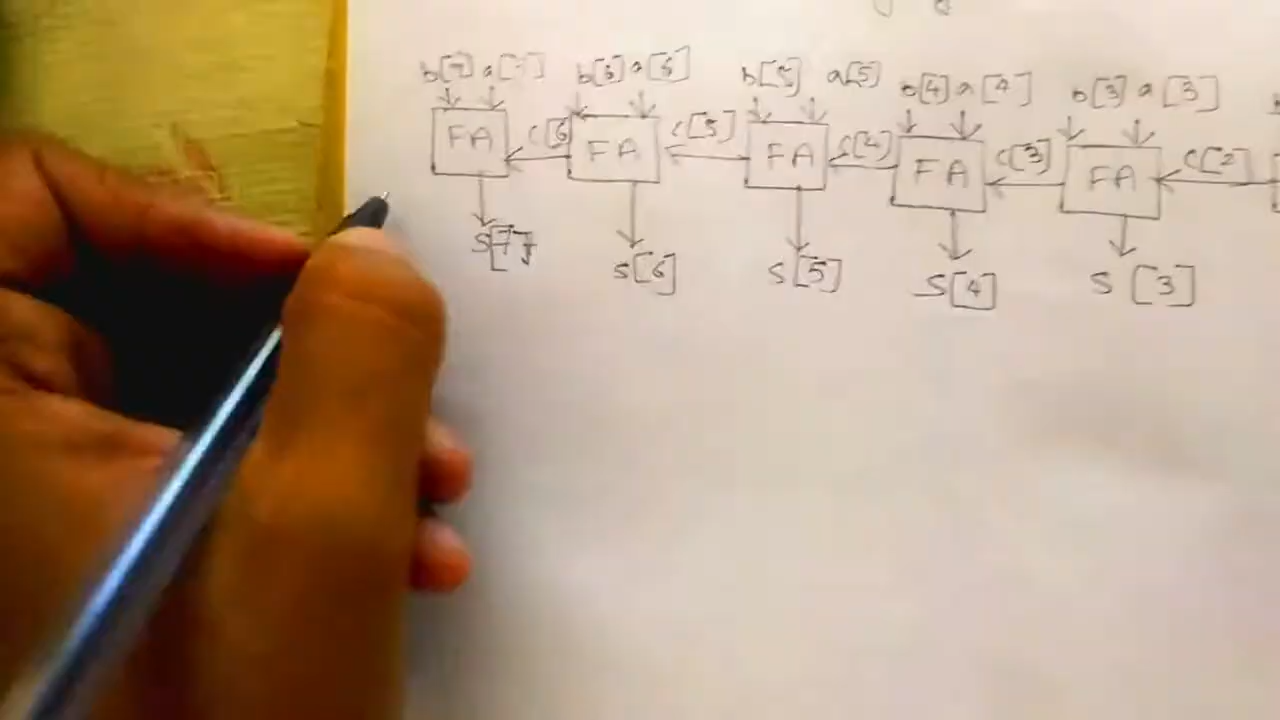 b[7] a[7] b[6] a[6] b[5] a[5] b[4] a[4] b[3] a[3]
FA c[6 FA c[5] FA c[4] FA c[3] FA c[2]
s[7] s[6] s[5] s[4] s[3]